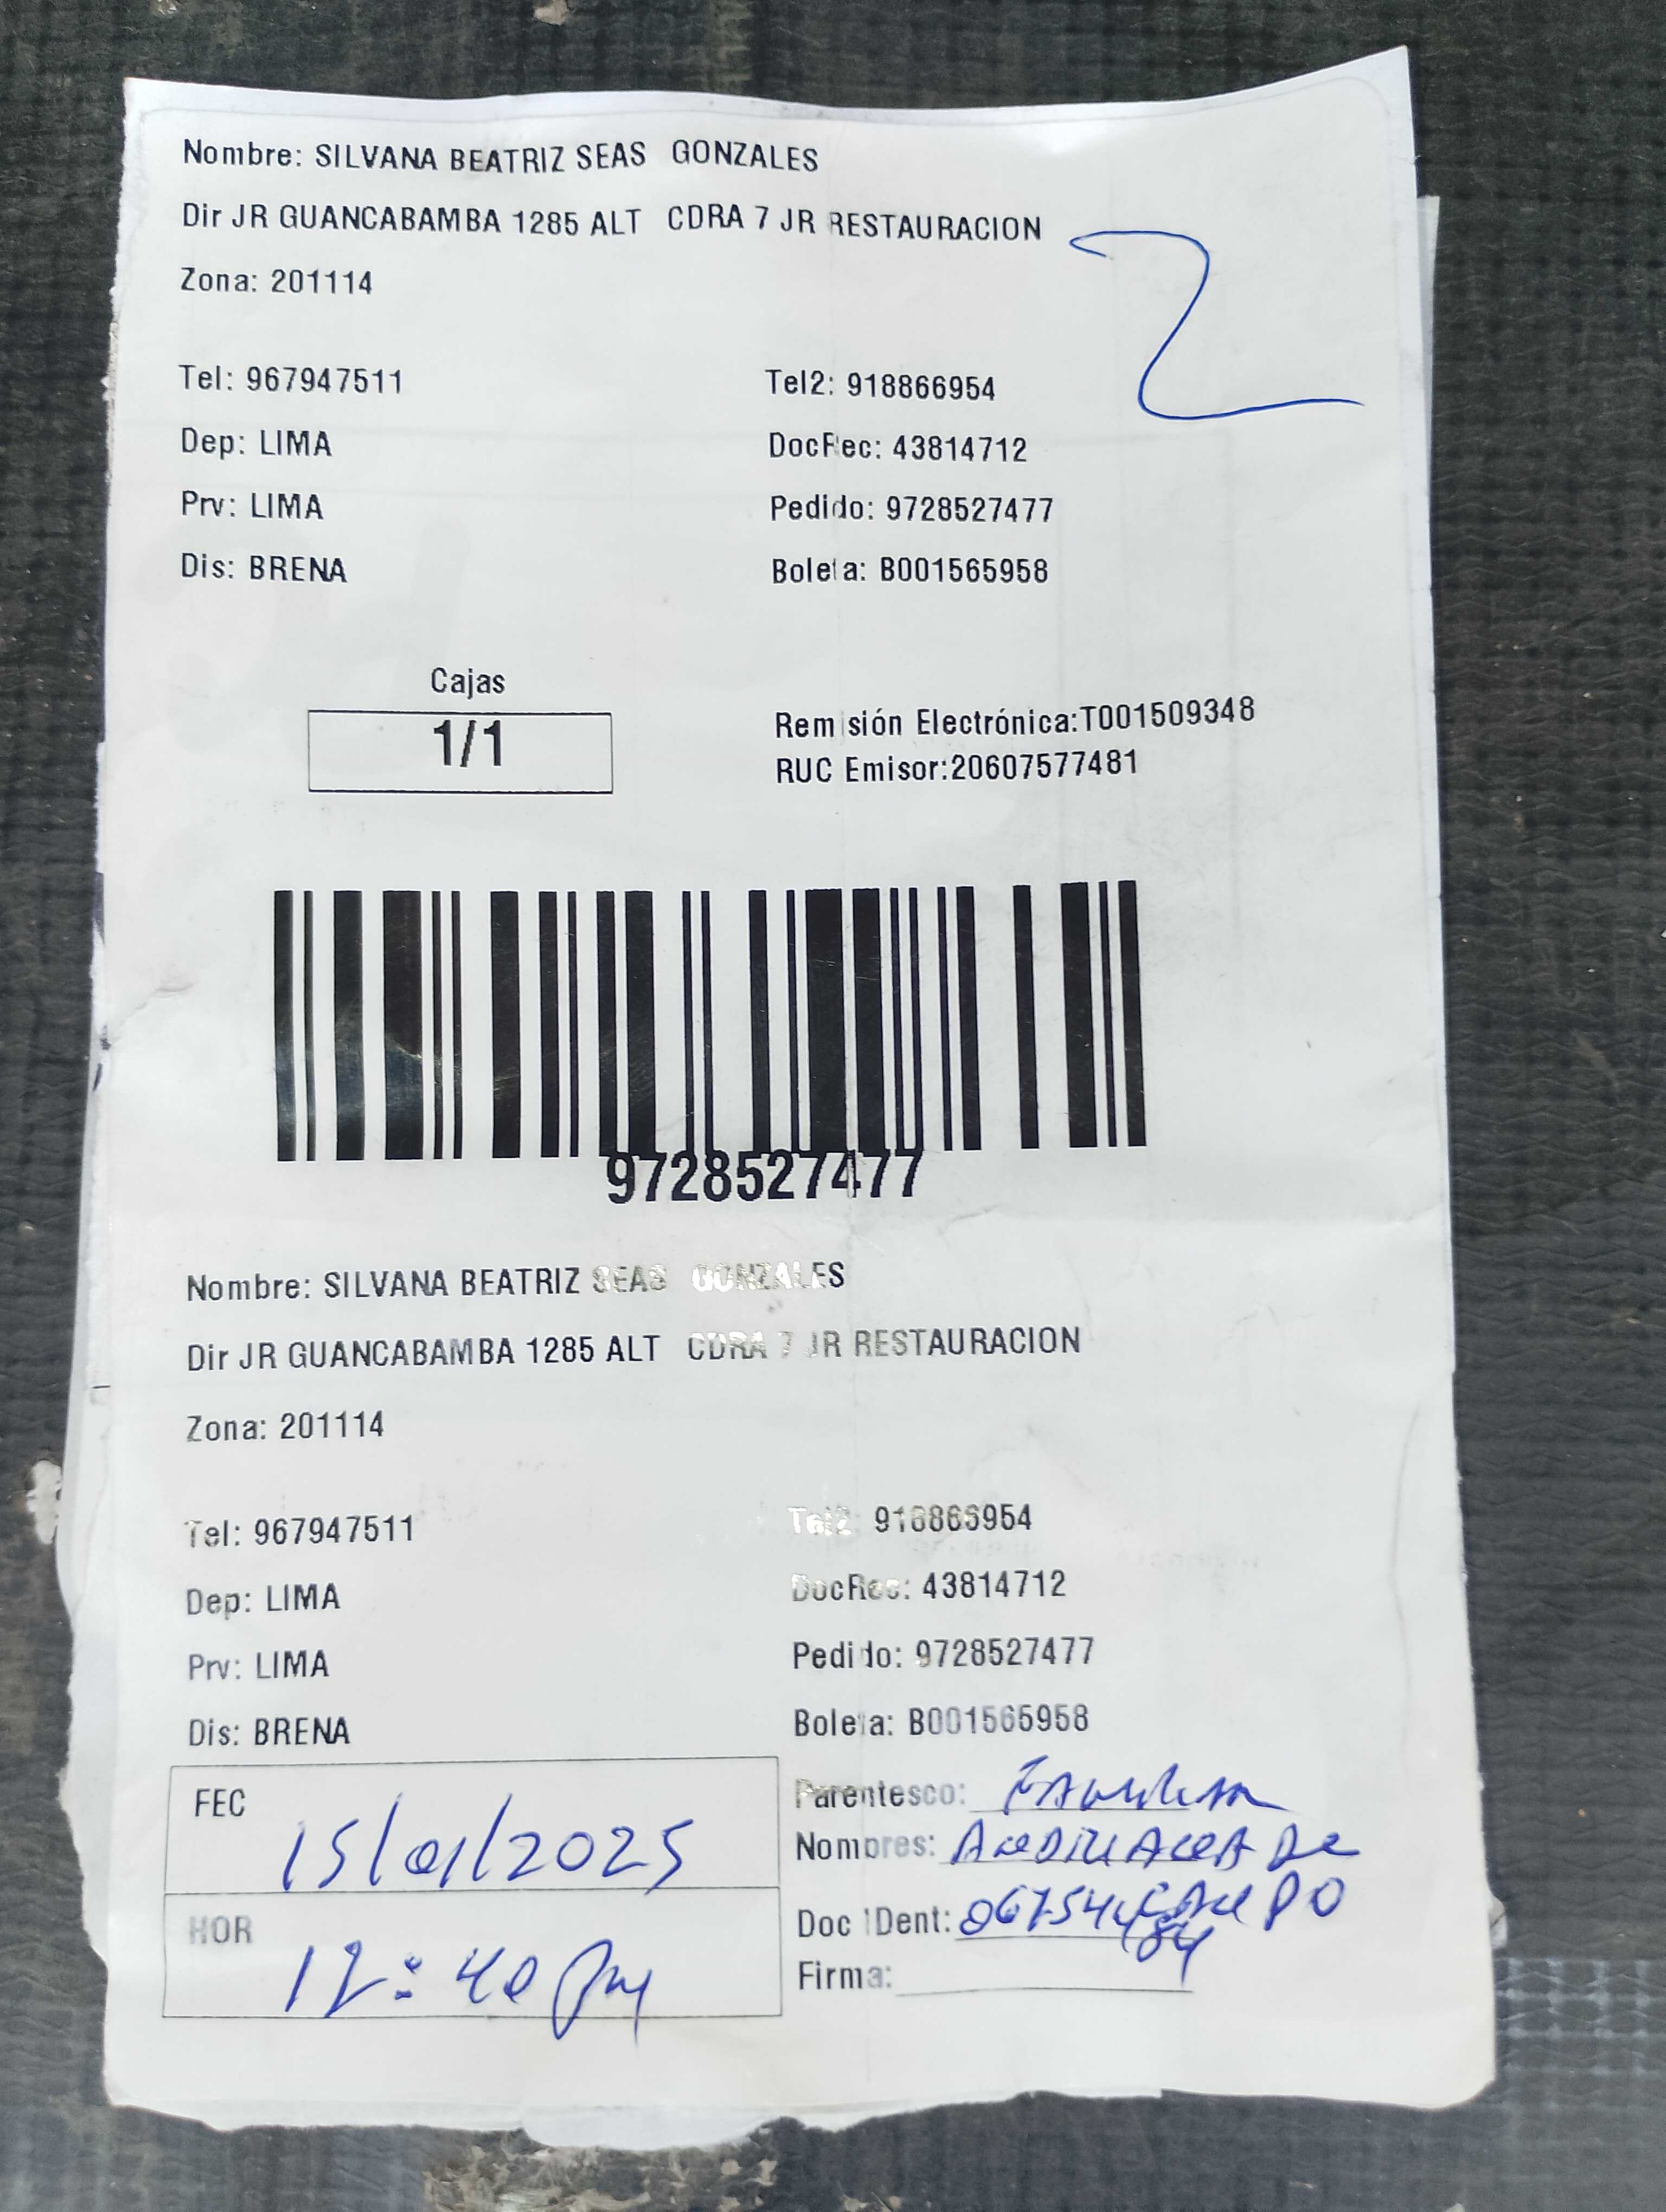 Nombre: SILVANA BEATRIZ SEAS GONZALES
Dir JR GUANCABAMBA 1285 ALT CDRA 7 JR RESTAURACION
2
Zona: 201114
Tel: 967947511 Tel2: 918866954
Dep: LIMA DocRec: 43814712
Prv: LIMA Pedido: 9728527477
Dis: BRENA Boleta: B001565958
Cajas
1/1
Remisión Electrónica:T001509348
RUC Emisor:20607577481
9728527477
Nombre: SILVANA BEATRIZ SEAS GONZALES
Dir JR GUANCABAMBA 1285 ALT CDRA 7 JR RESTAURACION
Zona: 201114
Tel: 967947511 Tel2: 918866954
Dep: LIMA DocRec: 43814712
Prv: LIMA Pedido: 9728527477
Dis: BRENA Boleta: B001565958
FEC 15/01/2025
HOR 12:40 pm
Parentesco:
Nombres:
Doc IDent:
Firma: